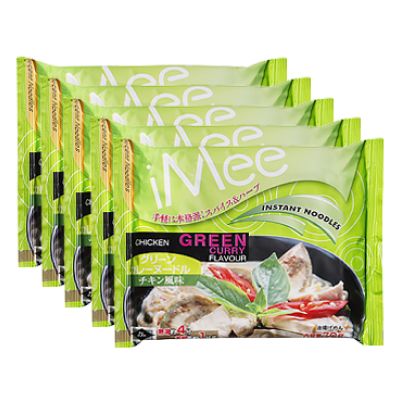 iMee
手軽に本格派！スパイス&ハーブ
INSTANT NOODLES
CHICKEN
GREEN
CURRY
FLAVOUR
グリーン
カレーヌードル
チキン風味